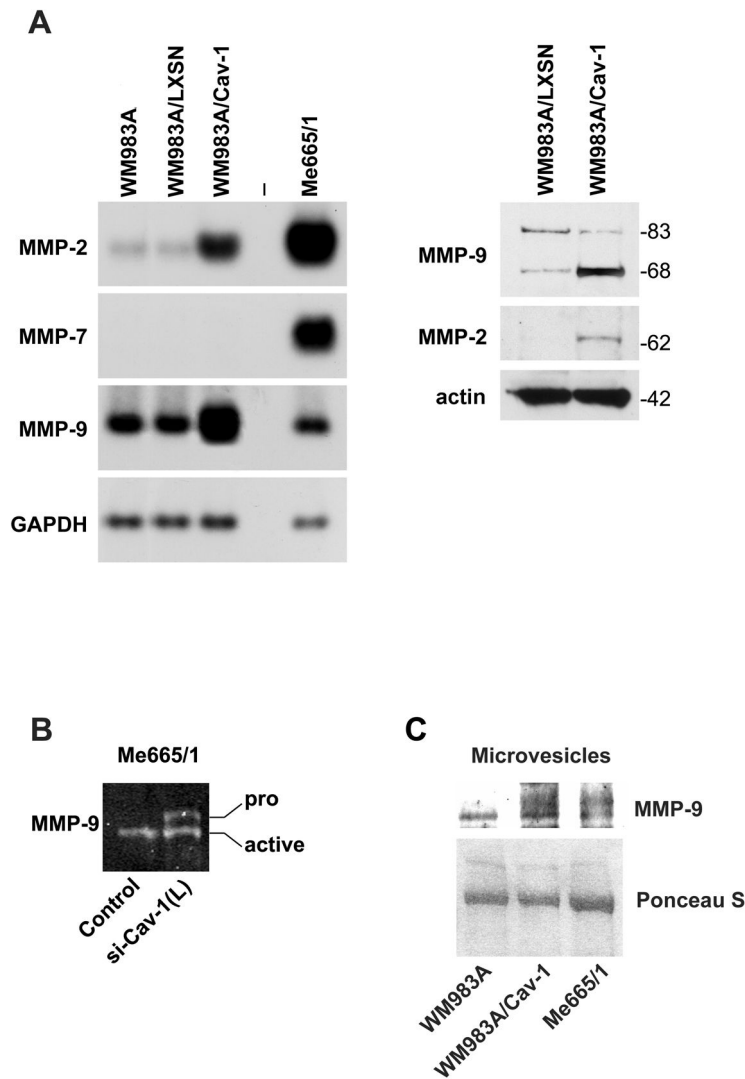 A
WM983A
WM983A/LXSN
WM983A/Cav-1
–
Me665/1
MMP-2
MMP-7
MMP-9
GAPDH
WM983A/LXSN
WM983A/Cav-1
MMP-9
-83
-68
MMP-2
-62
actin
-42
B
Me665/1
MMP-9
pro
active
Control
si-Cav-1(L)
C
Microvesicles
MMP-9
Ponceau S
WM983A
WM983A/Cav-1
Me665/1